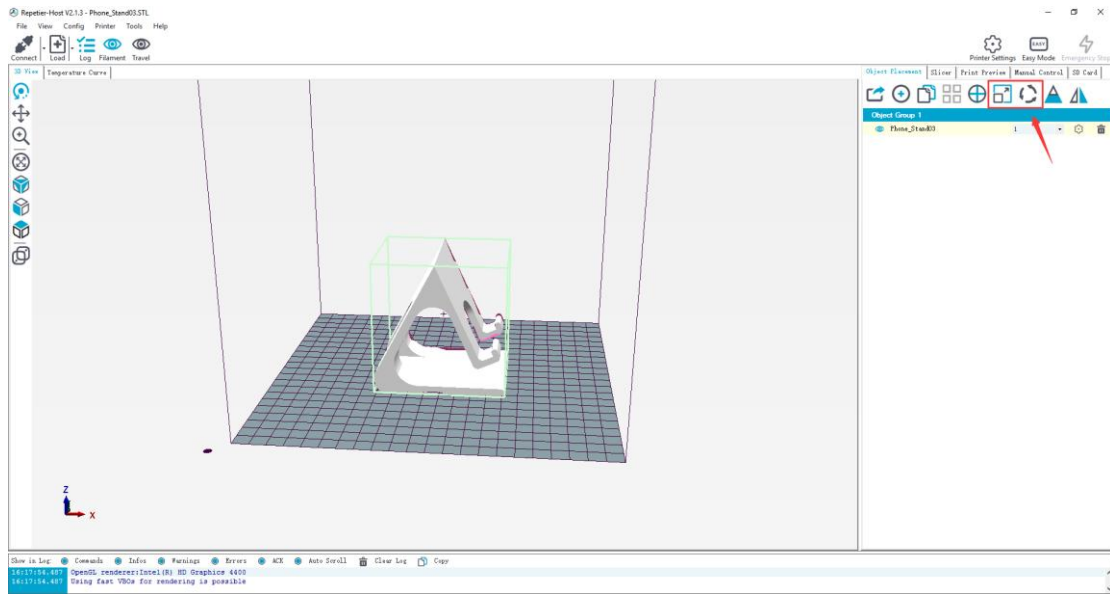 Repetier-Host V2.1.3 - Phone_Stand03.STL
File View Config Printer Tools Help
Connect Load Log Filament Travel
Printer Settings Easy Mode Emergency Stop
EASY
3D View Temperature Curve
Object Placement Slicer Print Preview Manual Control SD Card
Object Group 1
Phone_Stand03 1
Z
X
Show in Log: Commands Infos Warnings Errors ACK Auto Scroll Clear Log Copy
16:17:54.487 OpenGL renderer:Intel(R) HD Graphics 4400
16:17:54.487 Using fast VBOs for rendering is possible